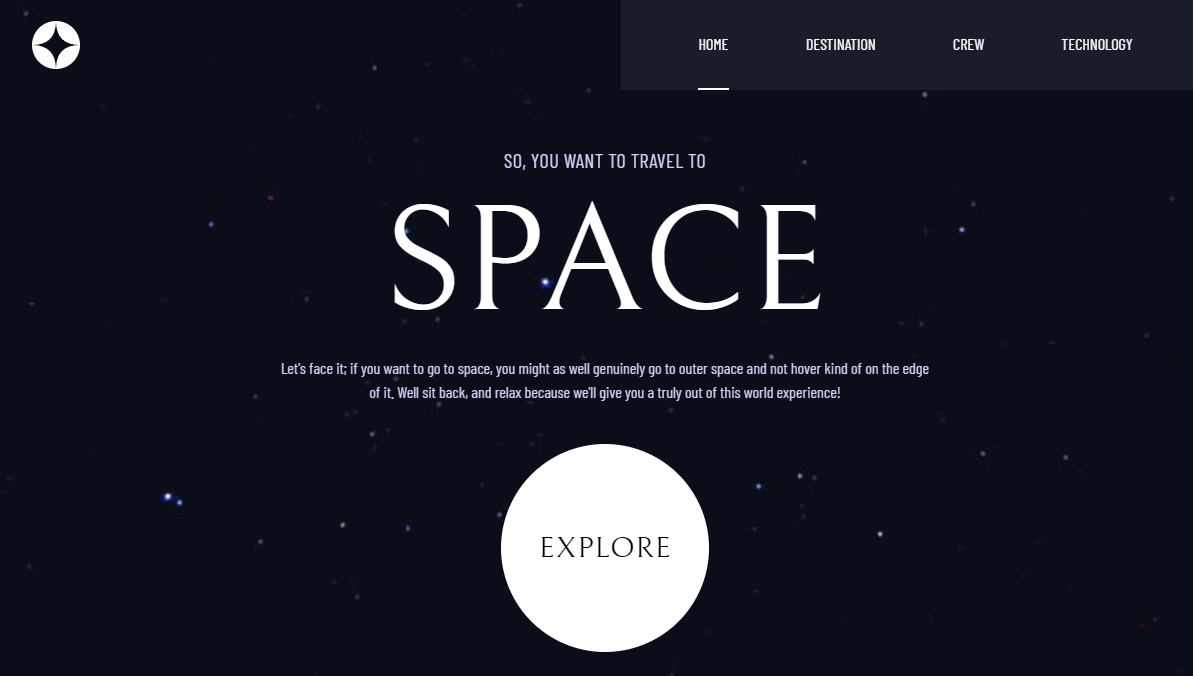 HOME DESTINATION CREW TECHNOLOGY
SO, YOU WANT TO TRAVEL TO
SPACE
Let's face it; if you want to go to space, you might as well genuinely go to outer space and not hover kind of on the edge
of it. Well sit back, and relax because we'll give you a truly out of this world experience!
EXPLORE